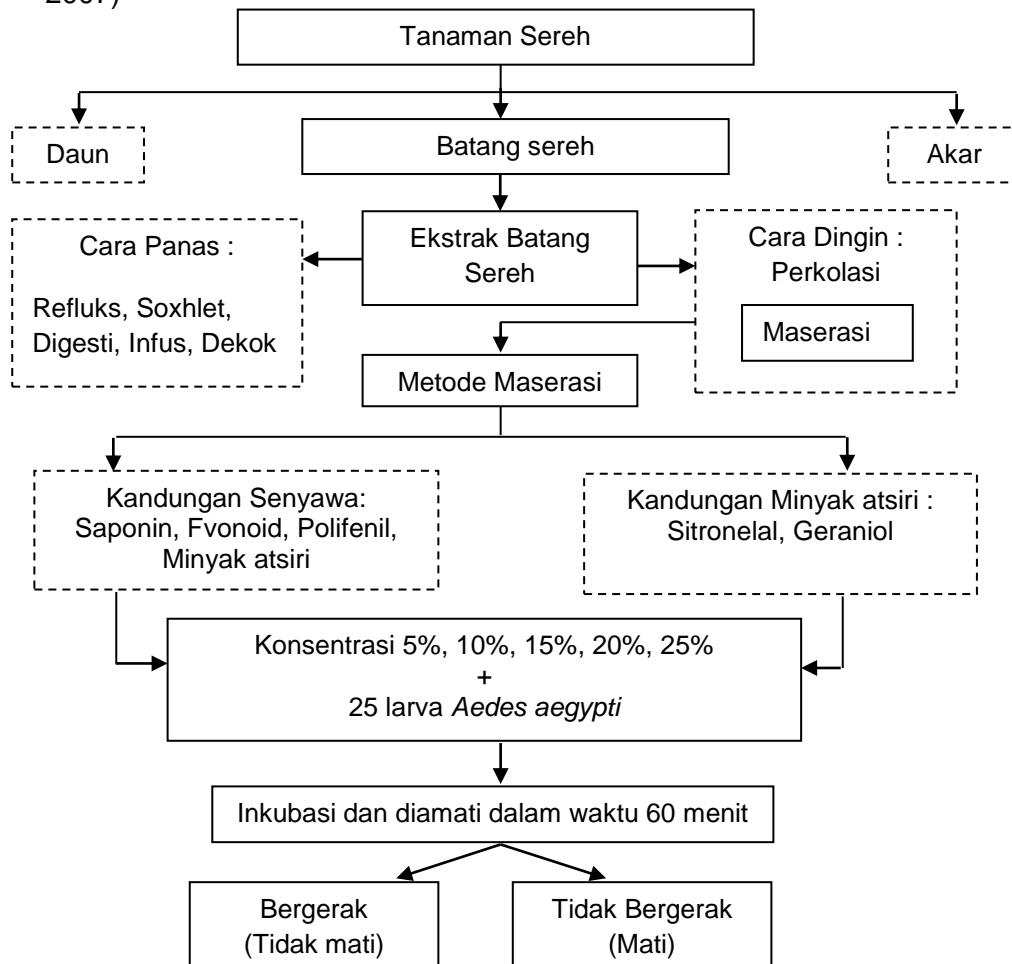 2007)
Tanaman Sereh
Daun
Batang sereh
Akar
Cara Panas :
Refluks, Soxhlet,
Digesti, Infus, Dekok
Ekstrak Batang
Sereh
Cara Dingin :
Perkolasi
Maserasi
Metode Maserasi
Kandungan Senyawa:
Saponin, Fvonoid, Polifenil,
Minyak atsiri
Kandungan Minyak atsiri :
Sitronelal, Geraniol
Konsentrasi 5%, 10%, 15%, 20%, 25%
+
25 larva Aedes aegypti
Inkubasi dan diamati dalam waktu 60 menit
Bergerak
(Tidak mati)
Tidak Bergerak
(Mati)